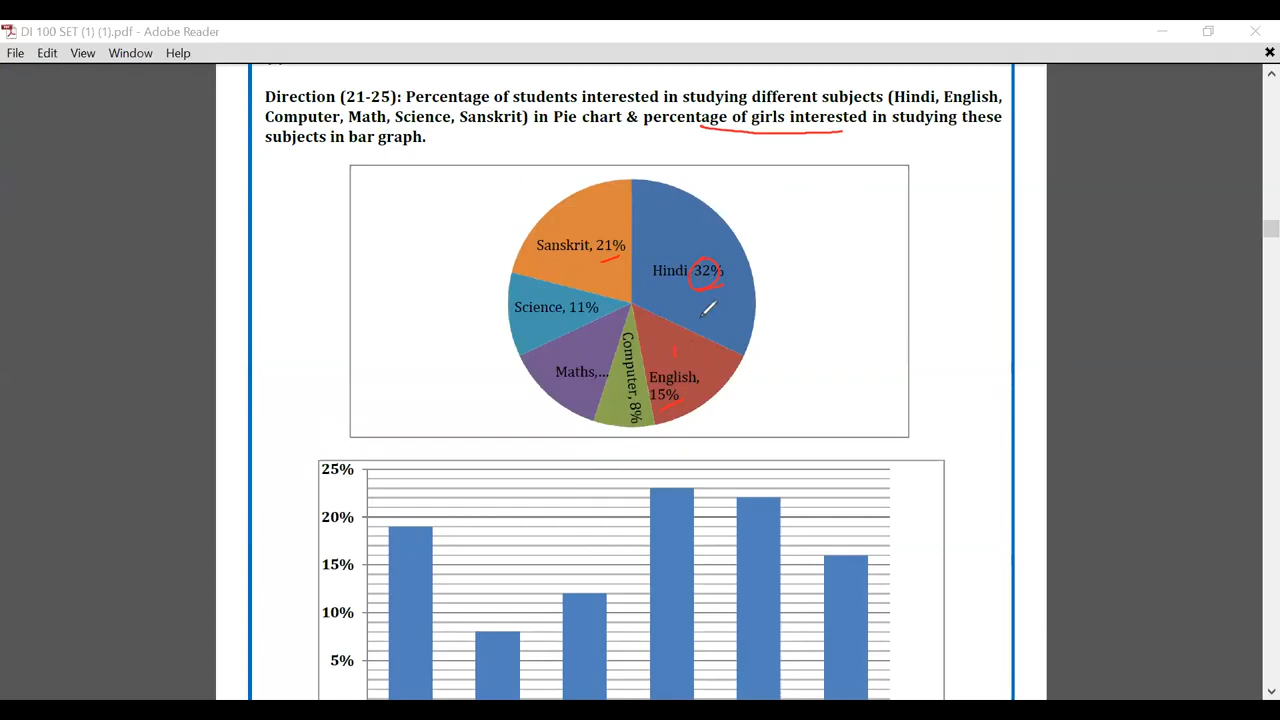 DI 100 SET (1) (1).pdf - Adobe Reader
File Edit View Window Help
Direction (21-25): Percentage of students interested in studying different subjects (Hindi, English,
Computer, Math, Science, Sanskrit) in Pie chart & percentage of girls interested in studying these
subjects in bar graph.
Sanskrit, 21%
Hindi, 32%
Science, 11%
Maths,...
Computer, 8%
English,
15%
25%
20%
15%
10%
5%